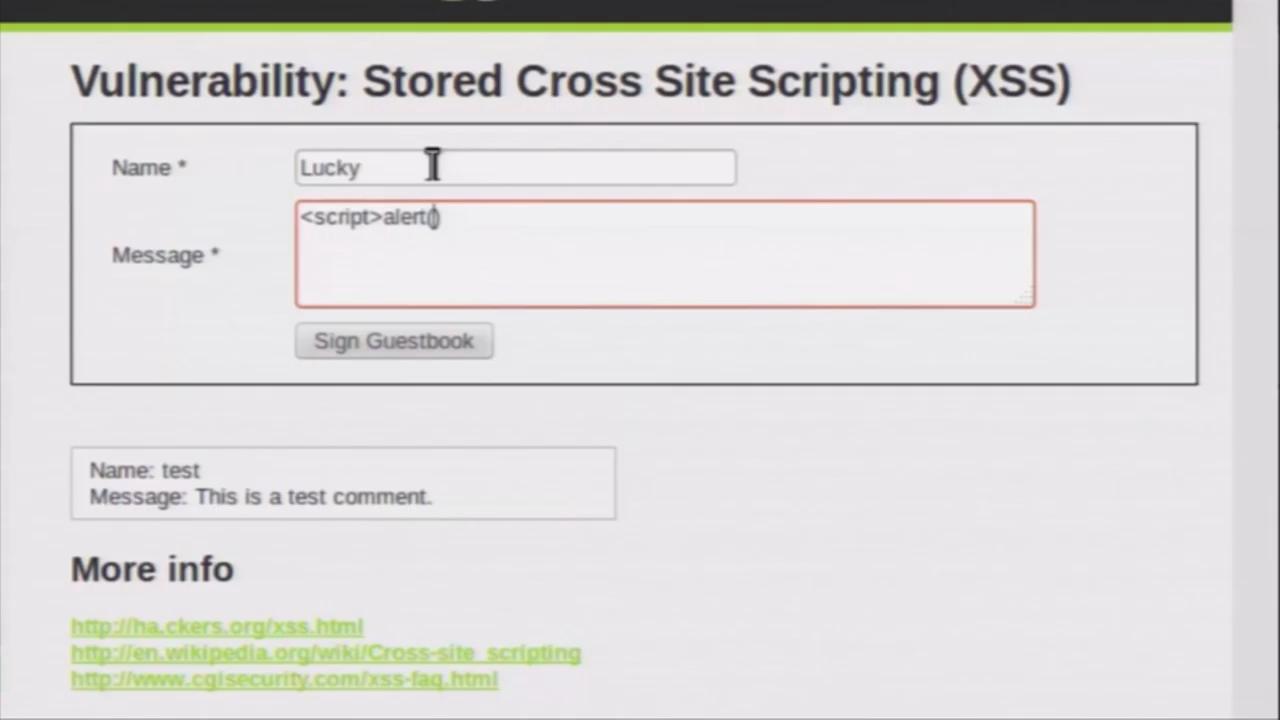 Vulnerability: Stored Cross Site Scripting (XSS)
Name * Lucky
Message * <script>alert()
Sign Guestbook
Name: test
Message: This is a test comment.
More info
http://ha.ckers.org/xss.html
http://en.wikipedia.org/wiki/Cross-site_scripting
http://www.cgisecurity.com/xss-faq.html